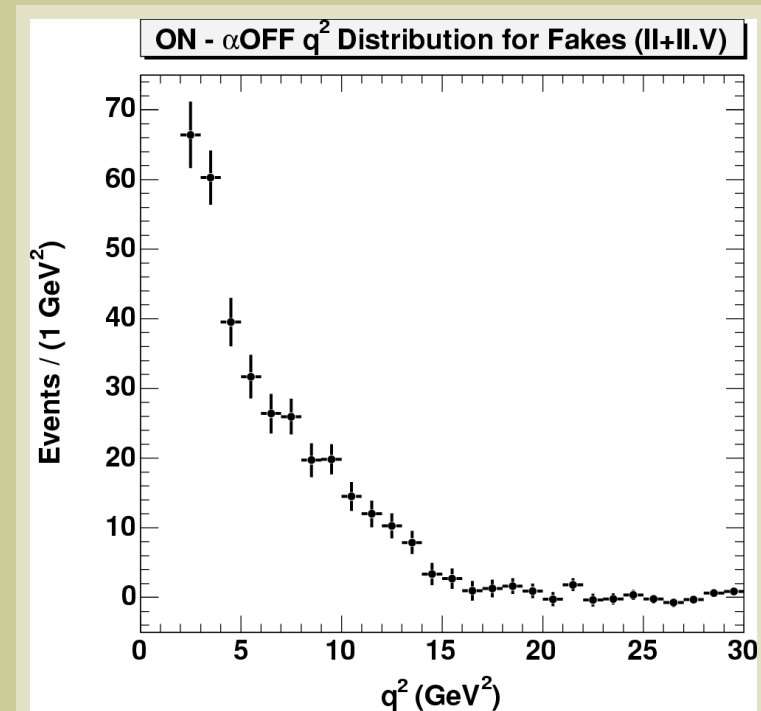 ON - αOFF q² Distribution for Fakes (II+II.V)
Events / (1 GeV²)
70
60
50
40
30
20
10
0
0 5 10 15 20 25 30
q² (GeV²)